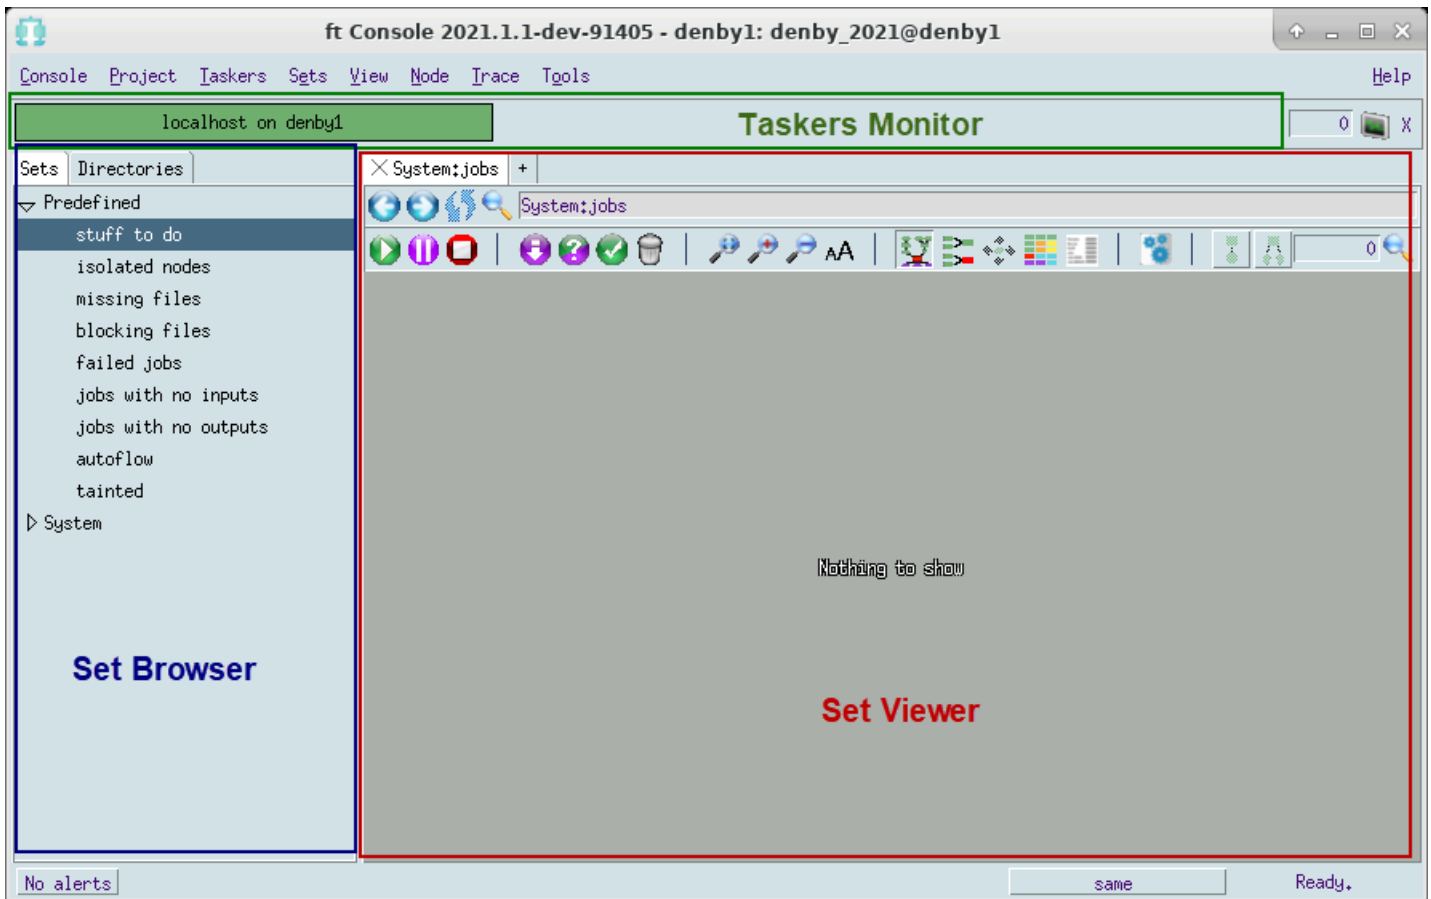 ft Console 2021.1.1-dev-91405 - denby1: denby_2021@denby1
Console Project Taskers Sets View Node Trace Tools Help
localhost on denby1
Taskers Monitor
0 X
Sets Directories
System:jobs +
Predefined
System:jobs
stuff to do
AA
0
isolated nodes
missing files
blocking files
failed jobs
jobs with no inputs
jobs with no outputs
autoflow
tainted
System
Nothing to show
Set Browser
Set Viewer
No alerts
same
Ready.